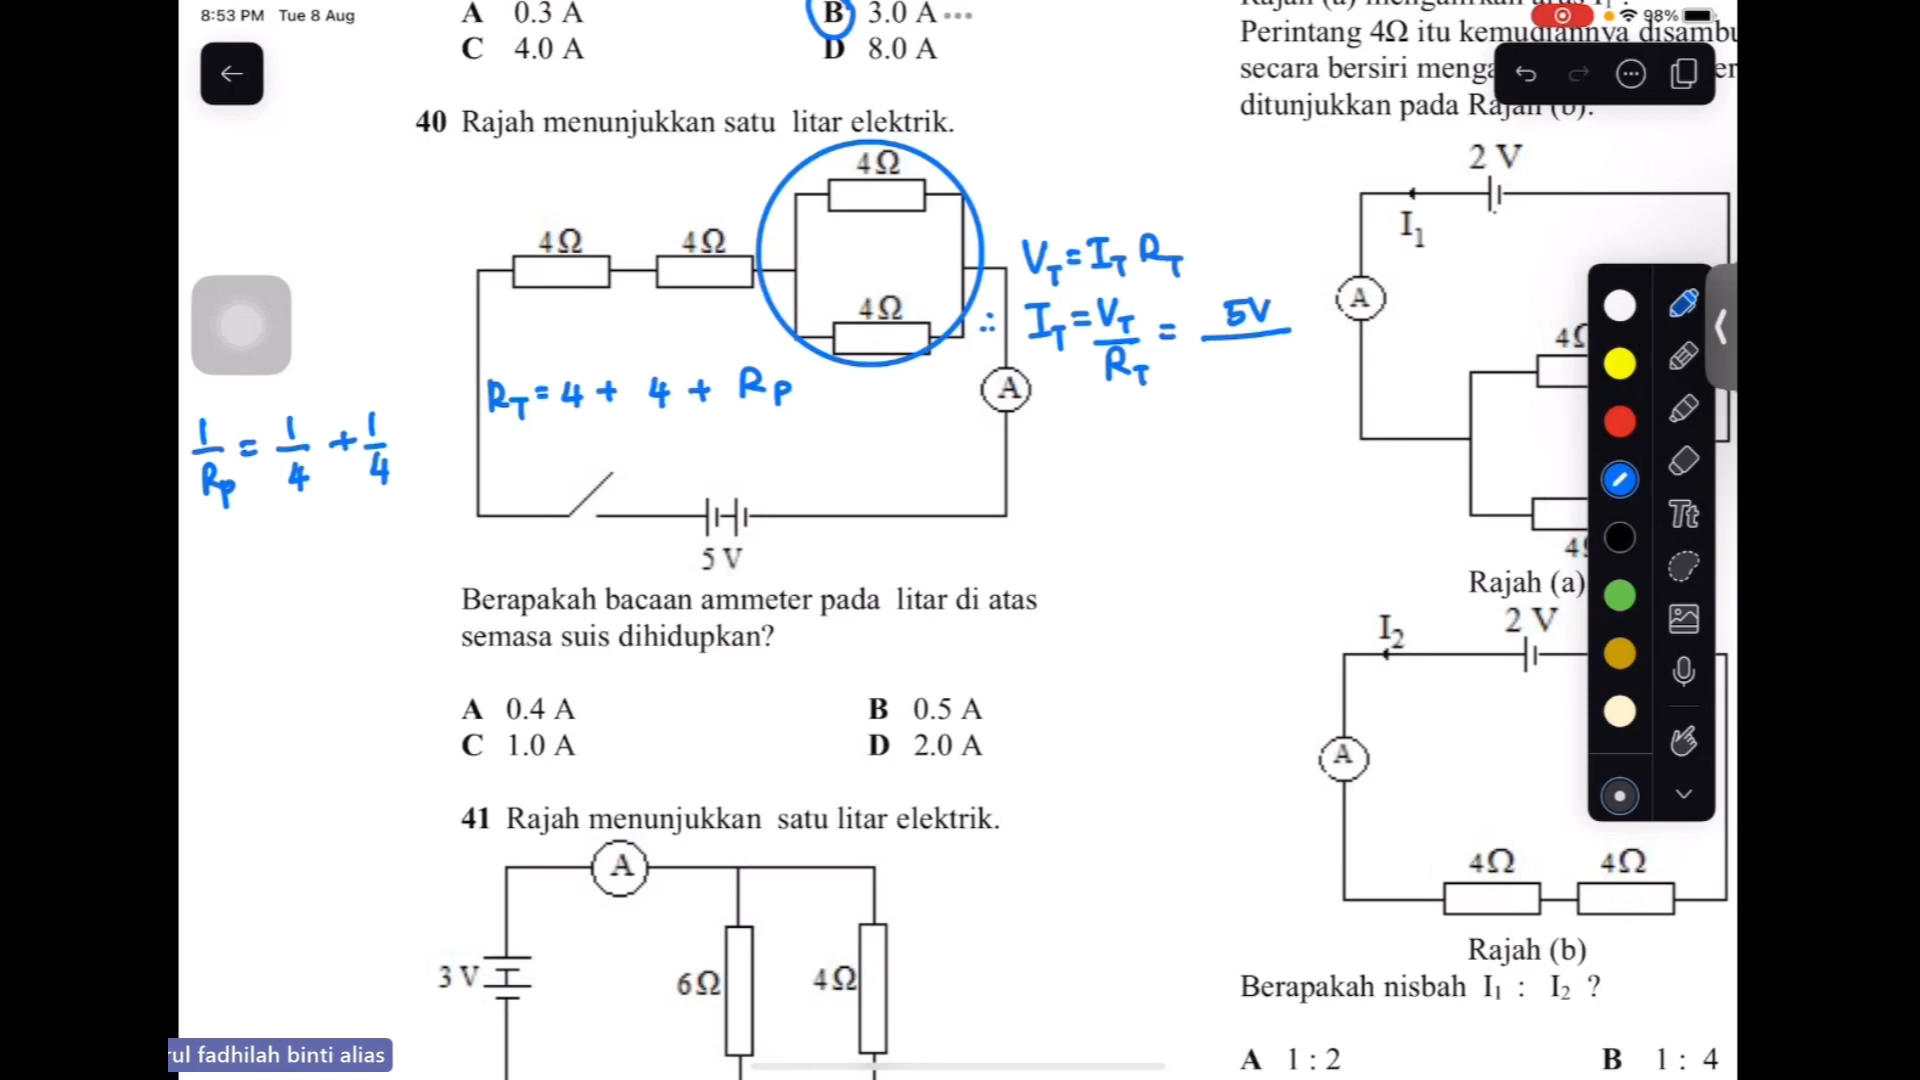 8:53 PM Tue 8 Aug
98%
A 0.3 A
B 3.0 A
C 4.0 A
D 8.0 A
40 Rajah menunjukkan satu litar elektrik.
4Ω
4Ω
4Ω
4Ω
A
5 V
V_T = I_T R_T
∴ I_T = V_T / R_T = 5V
R_T = 4 + 4 + R_P
1/R_P = 1/4 + 1/4
Berapakah bacaan ammeter pada litar di atas
semasa suis dihidupkan?
A 0.4 A
B 0.5 A
C 1.0 A
D 2.0 A
41 Rajah menunjukkan satu litar elektrik.
A
3 V
6Ω
4Ω
Perintang 4Ω itu kemudiannya
secara bersiri
ditunjukkan pada Rajah (b).
2 V
I₁
A
Rajah (a)
I₂
2 V
A
4Ω
4Ω
Rajah (b)
Berapakah nisbah I₁ : I₂ ?
A 1 : 2
B 1 : 4
Tt
fadhilah binti alias